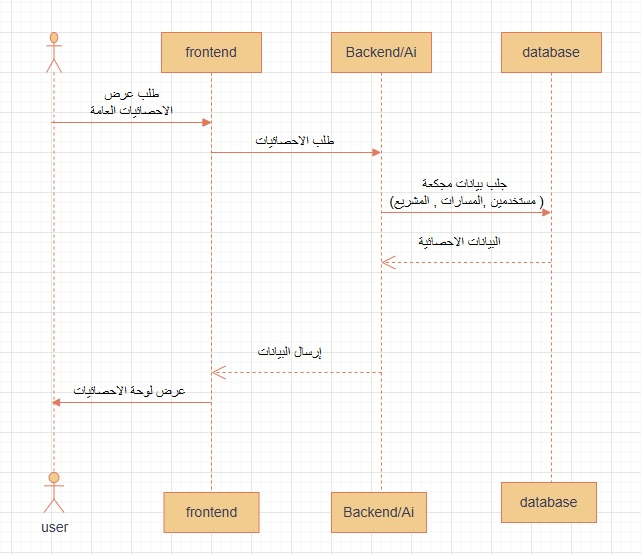 frontend
Backend/Ai
database
طلب عرض
الاحصائيات العامة
طلب الاحصائيات
جلب بيانات مجكعة
( مستخدمين ,المسارات , المشريع)
البيانات الاحصائية
إرسال البيانات
عرض لوحة الاحصائيات
user
frontend
Backend/Ai
database